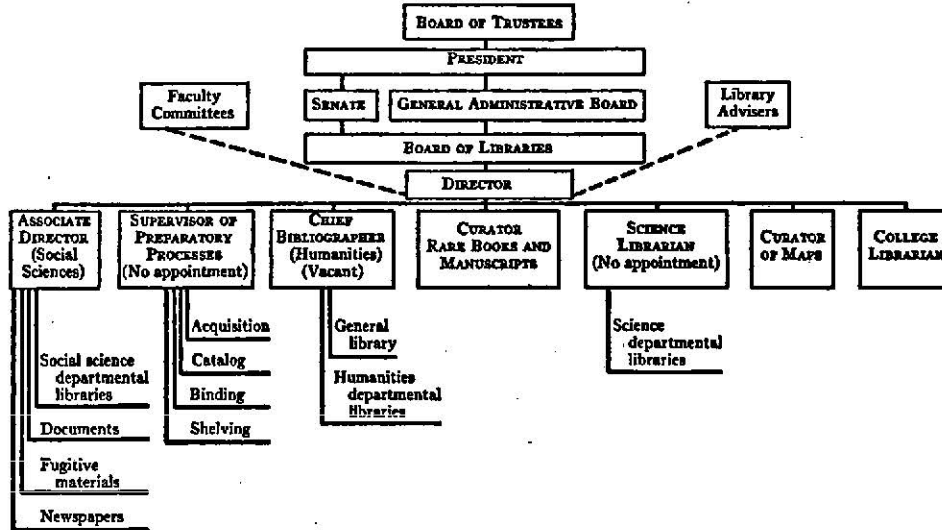 BOARD OF TRUSTEES
PRESIDENT
Faculty
Committees
SENATE
GENERAL ADMINISTRATIVE BOARD
Library
Advisers
BOARD OF LIBRARIES
DIRECTOR
ASSOCIATE
DIRECTOR
(Social
Sciences)
SUPERVISOR OF
PREPARATORY
PROCESSES
(No appointment)
CHIEF
BIBLIOGRAPHER
(Humanities)
(Vacant)
CURATOR
RARE BOOKS AND
MANUSCRIPTS
SCIENCE
LIBRARIAN
(No appointment)
CURATOR
OF MAPS
COLLEGE
LIBRARIAN
Social science
departmental
libraries
Documents
Fugitive
materials
Newspapers
Acquisition
Catalog
Binding
Shelving
General
library
Humanities
departmental
libraries
Science
departmental
libraries